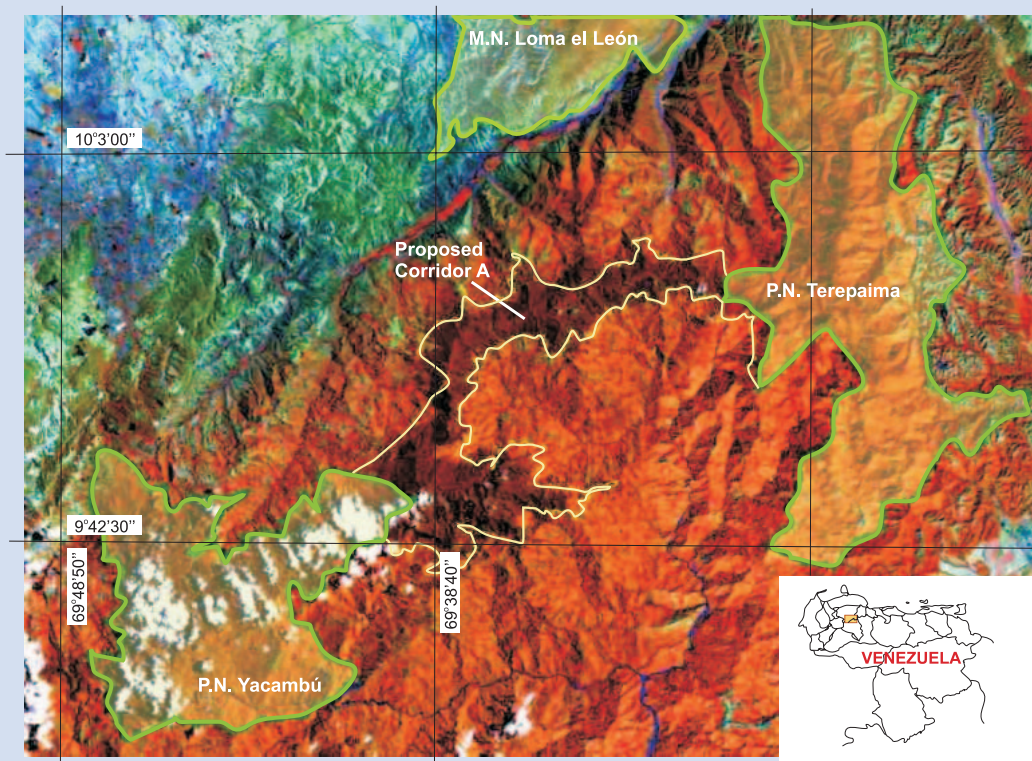 M.N. Loma el León
10°3'00''
Proposed
Corridor A
P.N. Terepaima
9°42'30''
69°48'50''
69°38'40''
P.N. Yacambú
VENEZUELA